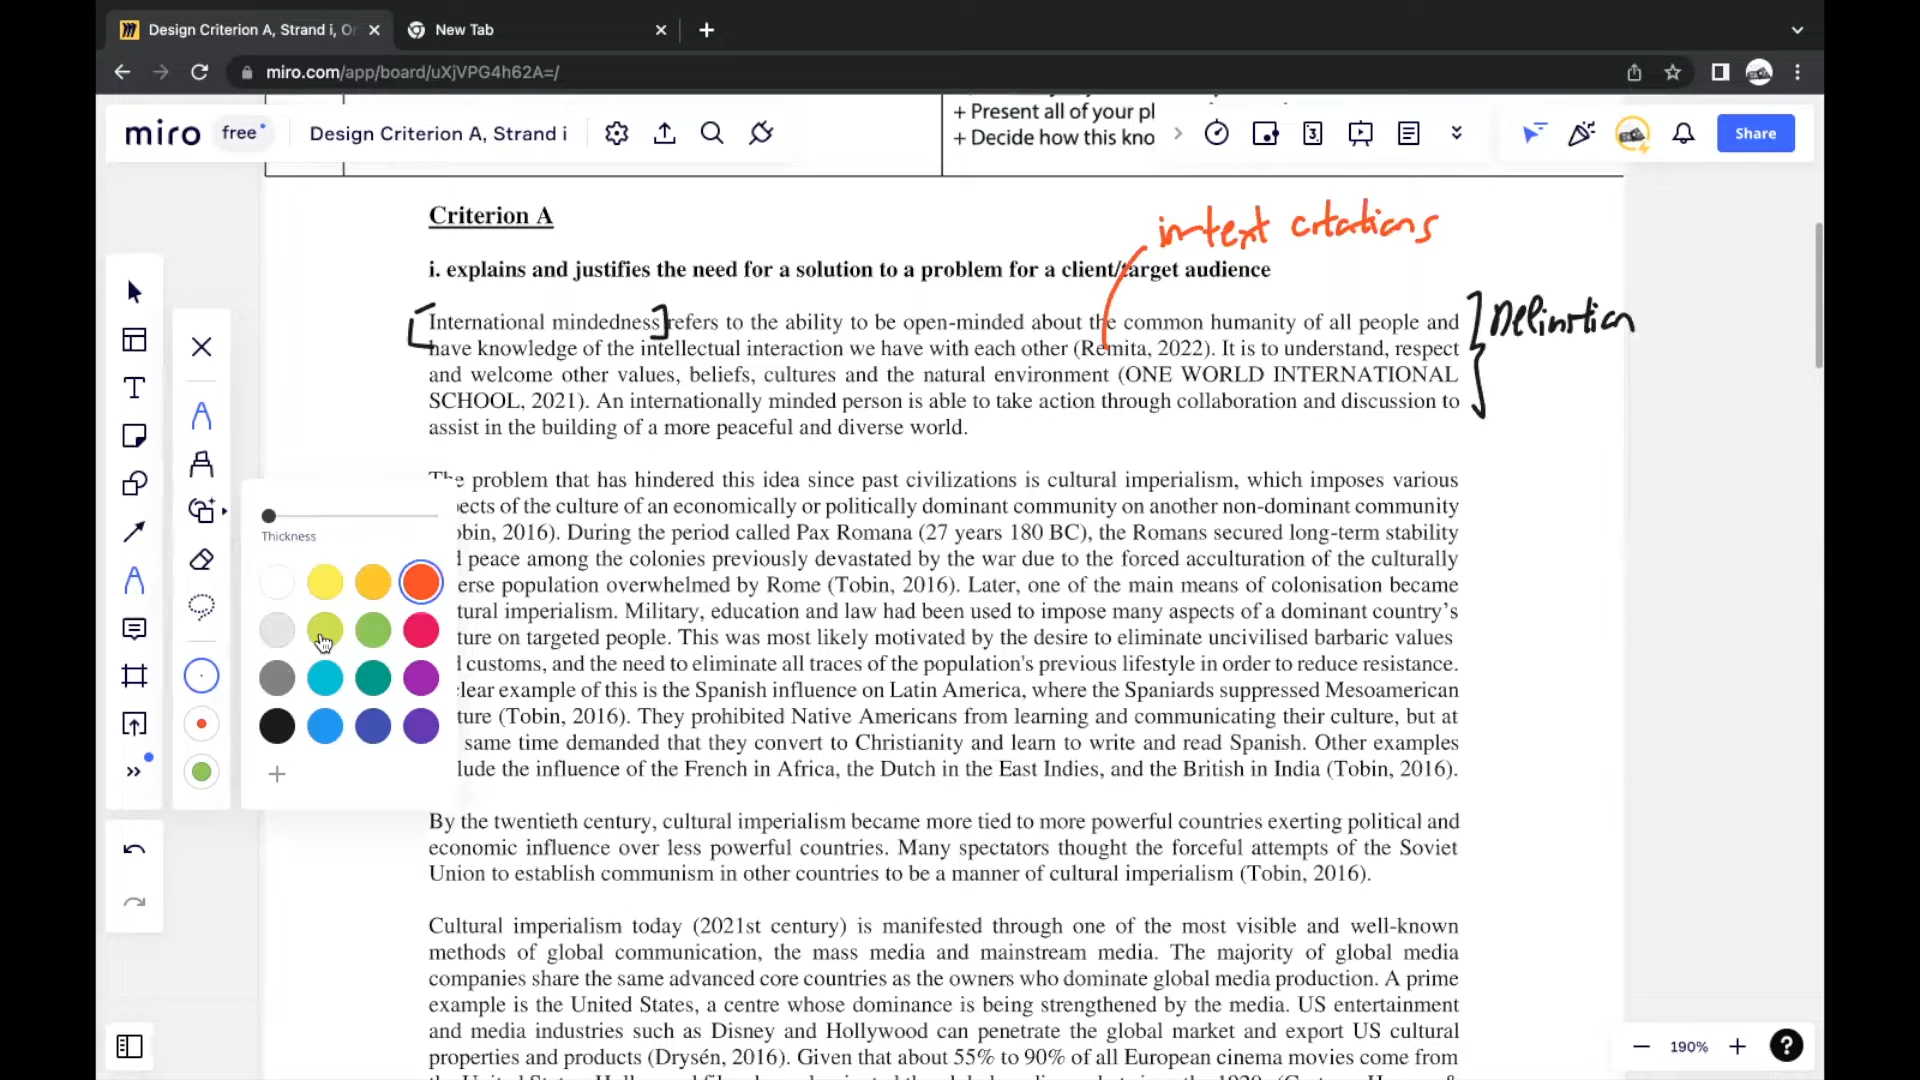 Design Criterion A, Strand i, Or
New Tab
miro.com/app/board/uXjVPG4h62A=/
+ Present all of your pl
+ Decide how this kno
miro
free
Design Criterion A, Strand i
3
Share
Criterion A
in-text citations
i. explains and justifies the need for a solution to a problem for a client/target audience
International mindedness refers to the ability to be open-minded about the common humanity of all people and
have knowledge of the intellectual interaction we have with each other (Remita, 2022). It is to understand, respect
and welcome other values, beliefs, cultures and the natural environment (ONE WORLD INTERNATIONAL
SCHOOL, 2021). An internationally minded person is able to take action through collaboration and discussion to
assist in the building of a more peaceful and diverse world.
Definition
problem that has hindered this idea since past civilizations is cultural imperialism, which imposes various
ects of the culture of an economically or politically dominant community on another non-dominant community
bin, 2016). During the period called Pax Romana (27 years 180 BC), the Romans secured long-term stability
peace among the colonies previously devastated by the war due to the forced acculturation of the culturally
erse population overwhelmed by Rome (Tobin, 2016). Later, one of the main means of colonisation became
tural imperialism. Military, education and law had been used to impose many aspects of a dominant country's
ture on targeted people. This was most likely motivated by the desire to eliminate uncivilised barbaric values
customs, and the need to eliminate all traces of the population's previous lifestyle in order to reduce resistance.
lear example of this is the Spanish influence on Latin America, where the Spaniards suppressed Mesoamerican
ture (Tobin, 2016). They prohibited Native Americans from learning and communicating their culture, but at
same time demanded that they convert to Christianity and learn to write and read Spanish. Other examples
lude the influence of the French in Africa, the Dutch in the East Indies, and the British in India (Tobin, 2016).
Thickness
By the twentieth century, cultural imperialism became more tied to more powerful countries exerting political and
economic influence over less powerful countries. Many spectators thought the forceful attempts of the Soviet
Union to establish communism in other countries to be a manner of cultural imperialism (Tobin, 2016).
Cultural imperialism today (2021st century) is manifested through one of the most visible and well-known
methods of global communication, the mass media and mainstream media. The majority of global media
companies share the same advanced core countries as the owners who dominate global media production. A prime
example is the United States, a centre whose dominance is being strengthened by the media. US entertainment
and media industries such as Disney and Hollywood can penetrate the global market and export US cultural
properties and products (Drysén, 2016). Given that about 55% to 90% of all European cinema movies come from
190%